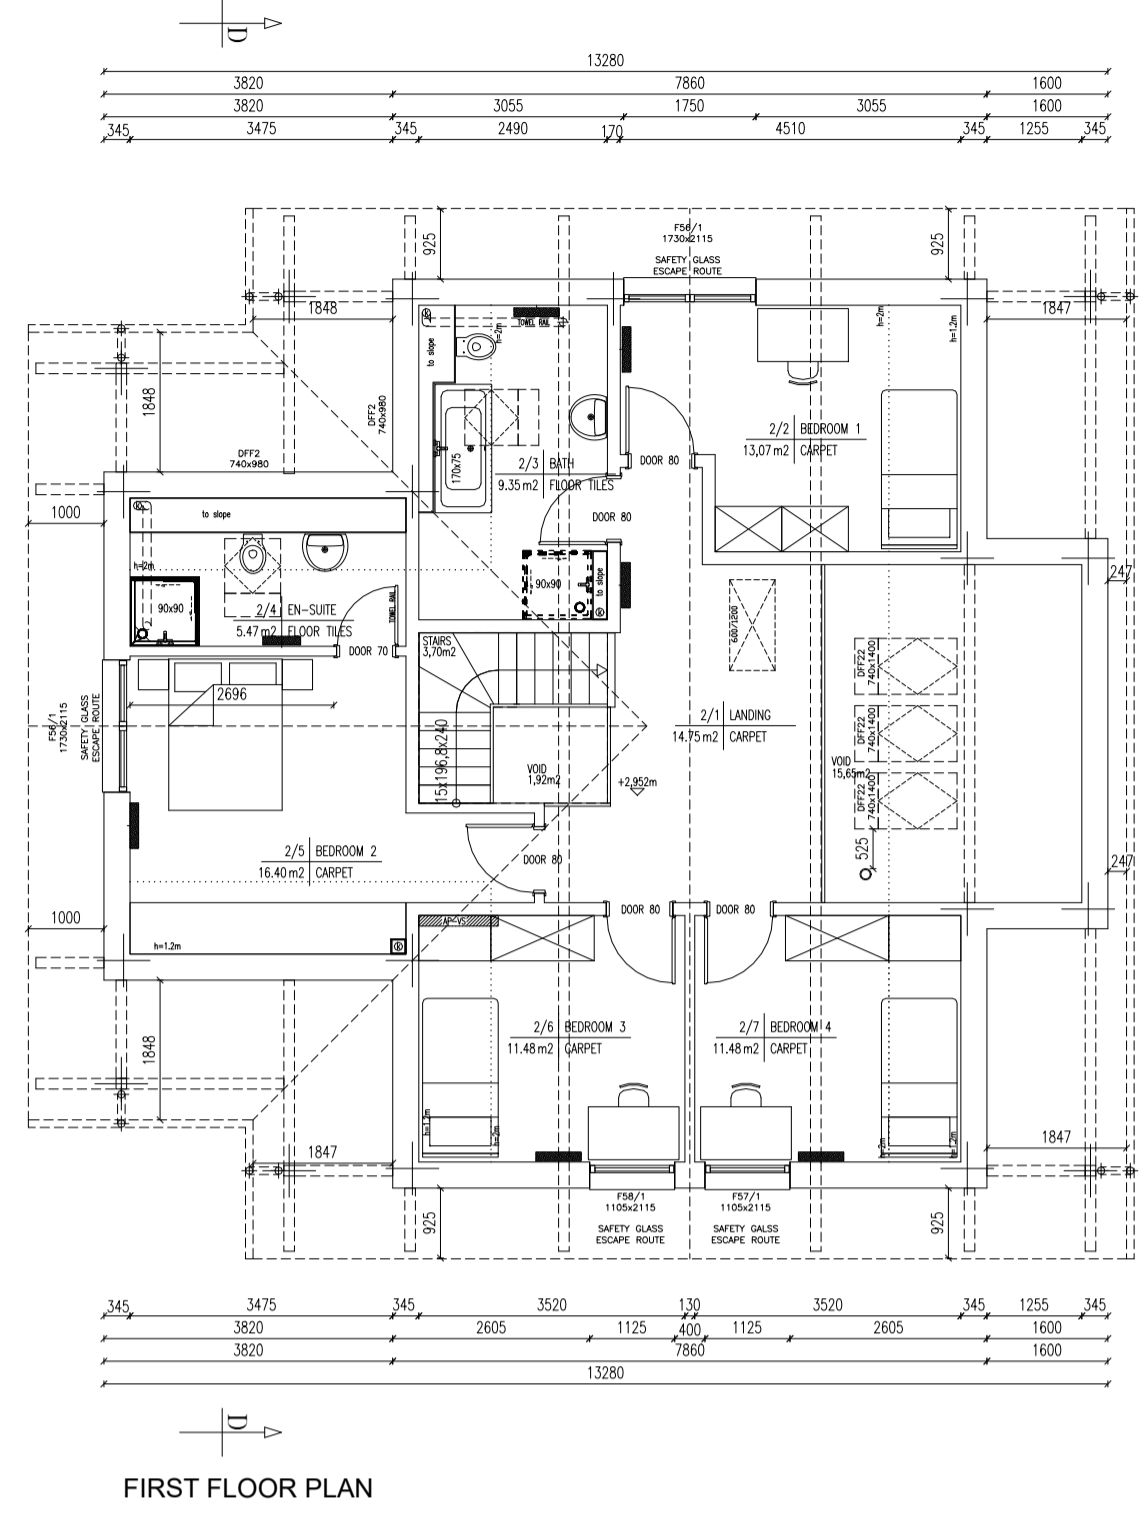 D
13280
3820 7860 1600
3820 3055 1750 3055 1600
345 3475 345 2490 170 4510 345 1255 345
925
F56/1
1730x2115
SAFETY GLASS
ESCAPE ROUTE
925
1848
1847
TOWEL RAIL
h=2m
h=2m
h=1.2m
to slope
1848
DFF2
740x980
DFF2
740x980
2/2 BEDROOM 1
13,07 m2 CARPET
170x75
2/3 BATH
9.35 m2 FLOOR TILES
DOOR 80
DOOR 80
1000
to slope
h=2m
90x90
to slope
247
90x90
2/4 EN-SUITE
5.47 m2 FLOOR TILES
TOWEL RAIL
DOOR 70
STAIRS
3,70m2
600/1200
DFF22
740x1400
2696
F56/1
1730x2115
SAFETY GLASS
ESCAPE ROUTE
15x196,8x240
2/1 LANDING
14.75 m2 CARPET
DFF22
740x1400
VOID
1,92m2
+2,952m
VOID
15,65m2
DFF22
740x1400
525
2/5 BEDROOM 2
16.40 m2 CARPET
DOOR 80
247
1000
DOOR 80
DOOR 80
AP-VS
h=1.2m
K
2/6 BEDROOM 3
11.48 m2 CARPET
2/7 BEDROOM 4
11.48 m2 CARPET
1848
h=1.2m
h=2m
h=2m
h=1.2m
1847
1847
F58/1
1105x2115
SAFETY GLASS
ESCAPE ROUTE
F57/1
1105x2115
SAFETY GALSS
ESCAPE ROUTE
925
925
345 3475 345 3520 130 3520 345 1255 345
3820 2605 1125 400 1125 2605 1600
3820 7860 1600
13280
D
FIRST FLOOR PLAN